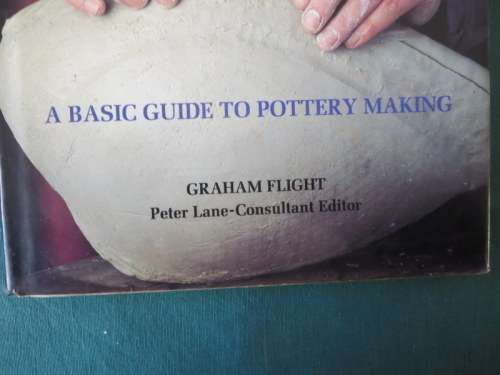 A BASIC GUIDE TO POTTERY MAKING
GRAHAM FLIGHT
Peter Lane-Consultant Editor